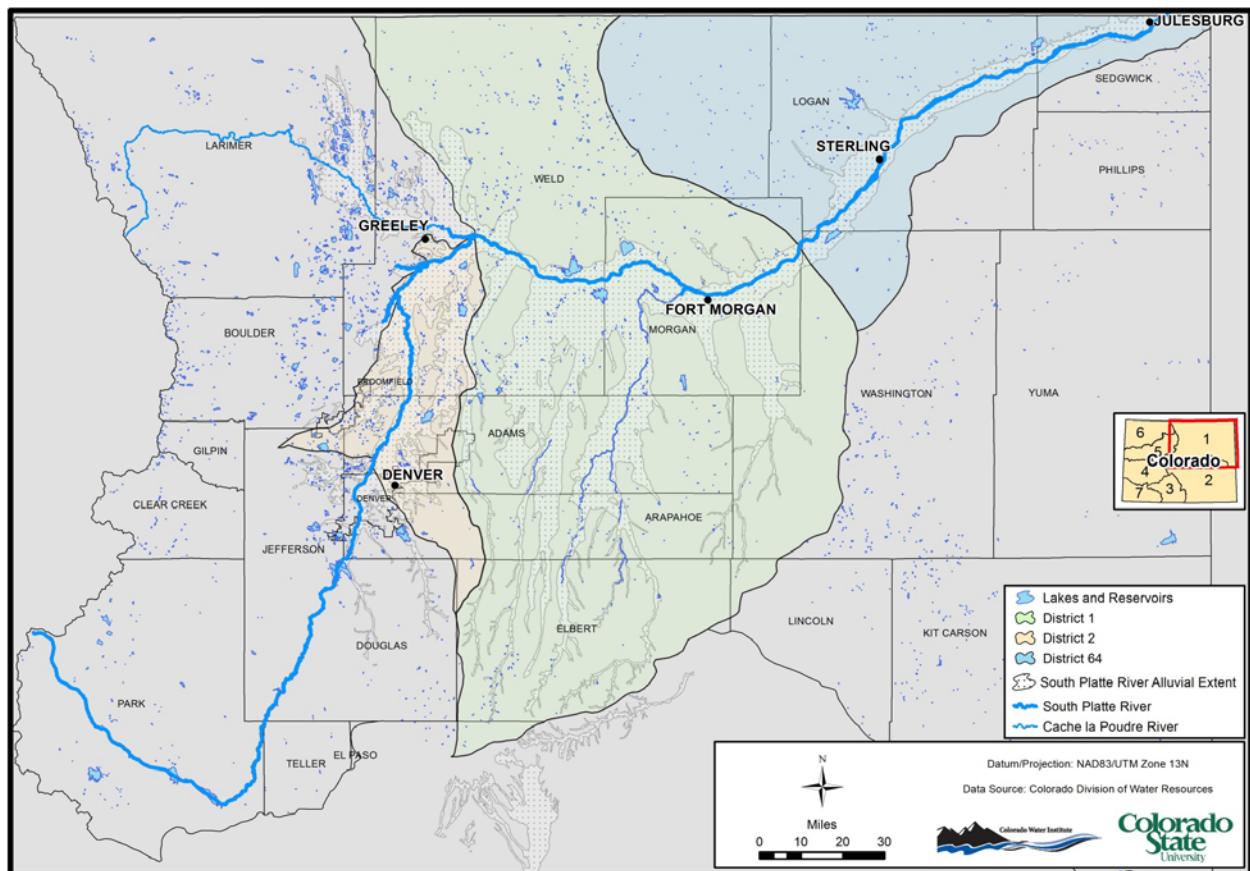 JULESBURG
SEDGWICK
LOGAN
LARIMER
STERLING
PHILLIPS
WELD
GREELEY
FORT MORGAN
MORGAN
BOULDER
BROOMFIELD
WASHINGTON
YUMA
ADAMS
GILPIN
DENVER
DENVER
CLEAR CREEK
ARAPAHOE
JEFFERSON
6
1
5
Colorado
4
2
7
3
ELBERT
LINCOLN
KIT CARSON
DOUGLAS
PARK
TELLER
EL PASO
Lakes and Reservoirs
District 1
District 2
District 64
South Platte River Alluvial Extent
South Platte River
Cache la Poudre River
N
Miles
0 10 20 30
Datum/Projection: NAD83/UTM Zone 13N
Data Source: Colorado Division of Water Resources
Colorado Water Institute
Colorado
State
University